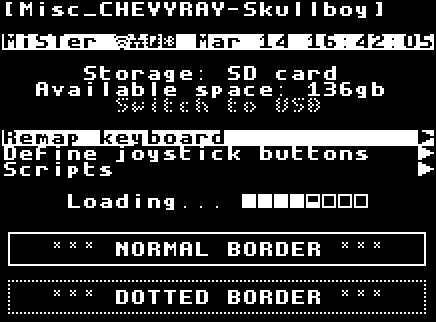 [Misc_CHEVYRAY-Skullboy]
MiSTer Mar 14 16:42:05
Storage: SD card
Available space: 136gb
Switch to USB
Remap keyboard ►
Define joystick buttons ►
Scripts ►
Loading...
*** NORMAL BORDER ***
*** DOTTED BORDER ***